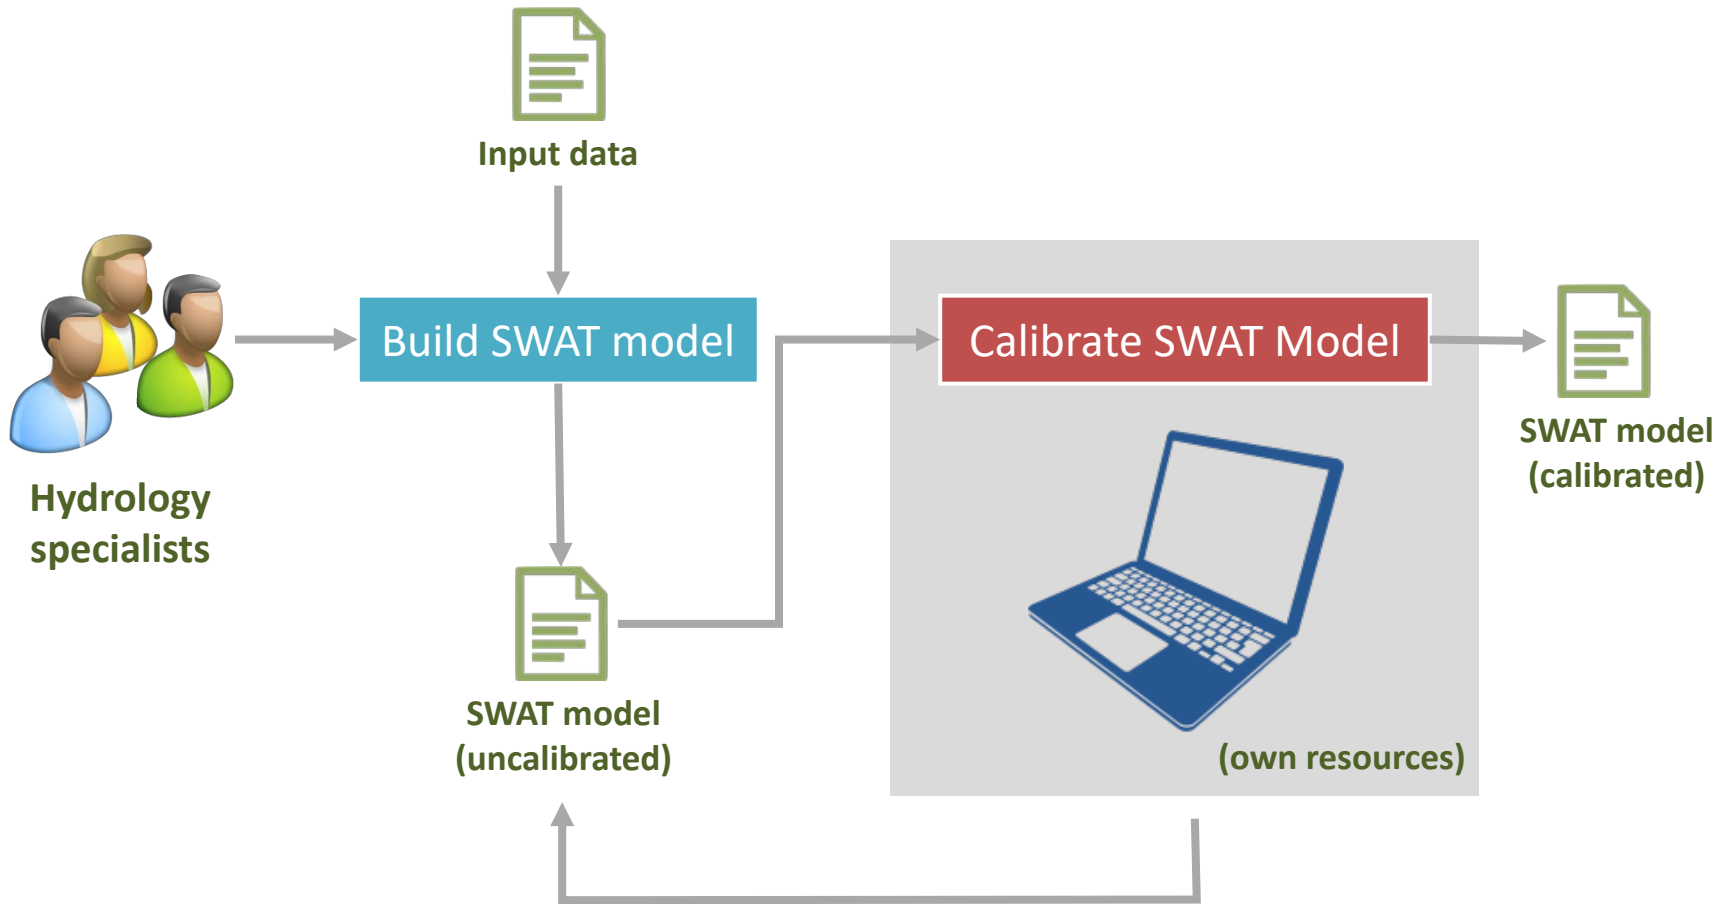 Input data
Build SWAT model
Calibrate SWAT Model
SWAT model
(calibrated)
Hydrology
specialists
SWAT model
(uncalibrated)
(own resources)